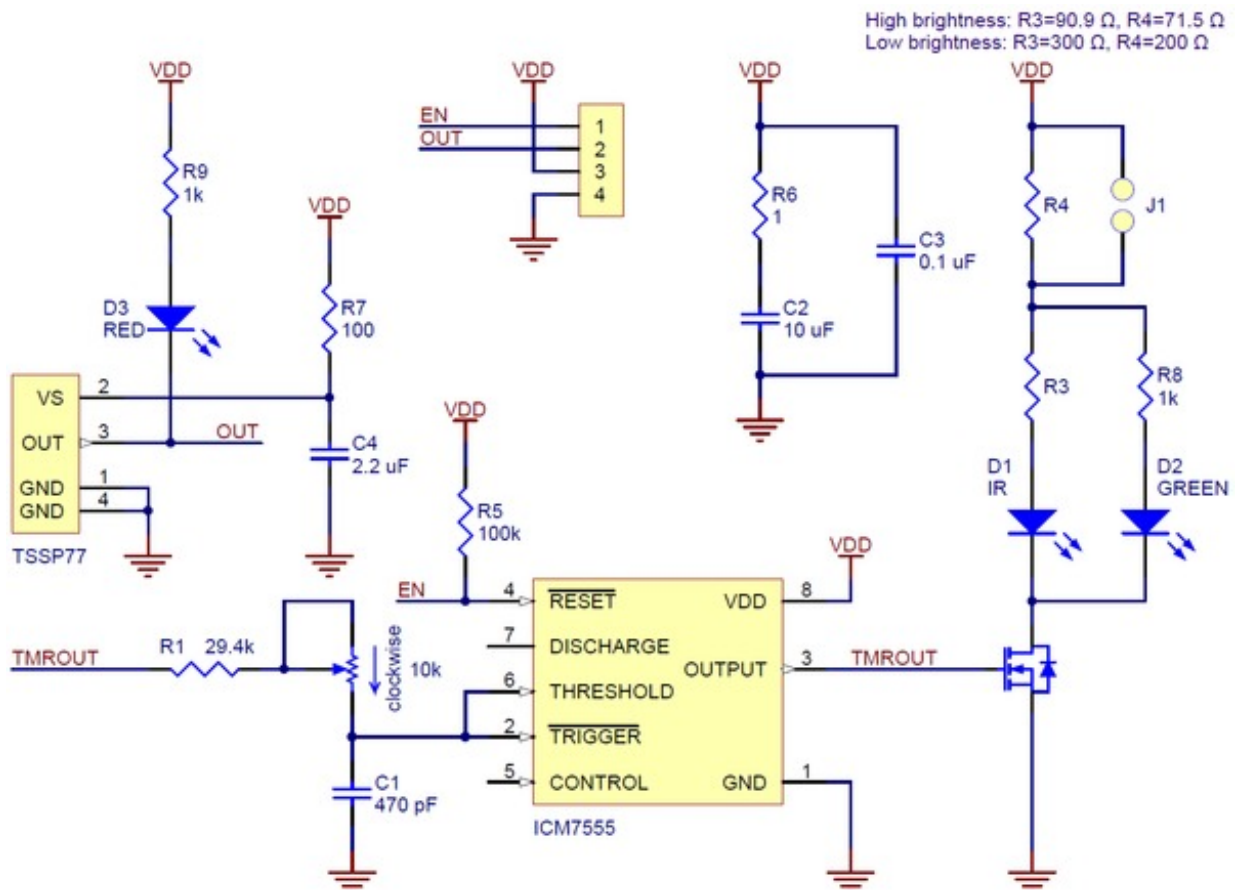 High brightness: R3=90.9 Ω, R4=71.5 Ω
Low brightness: R3=300 Ω, R4=200 Ω
VDD
VDD
VDD
VDD
EN
1
OUT
2
3
4
R9
1k
R6
1
R4
J1
VDD
C3
0.1 uF
D3
RED
R7
100
C2
10 uF
R3
R8
1k
VS
2
OUT
3
OUT
GND
1
GND
4
TSSP77
C4
2.2 uF
VDD
R5
100k
D1
IR
D2
GREEN
VDD
EN
4
RESET
VDD
8
7
DISCHARGE
TMROUT
R1
29.4k
clockwise
10k
OUTPUT
3
TMROUT
6
THRESHOLD
2
TRIGGER
5
CONTROL
GND
1
C1
470 pF
ICM7555